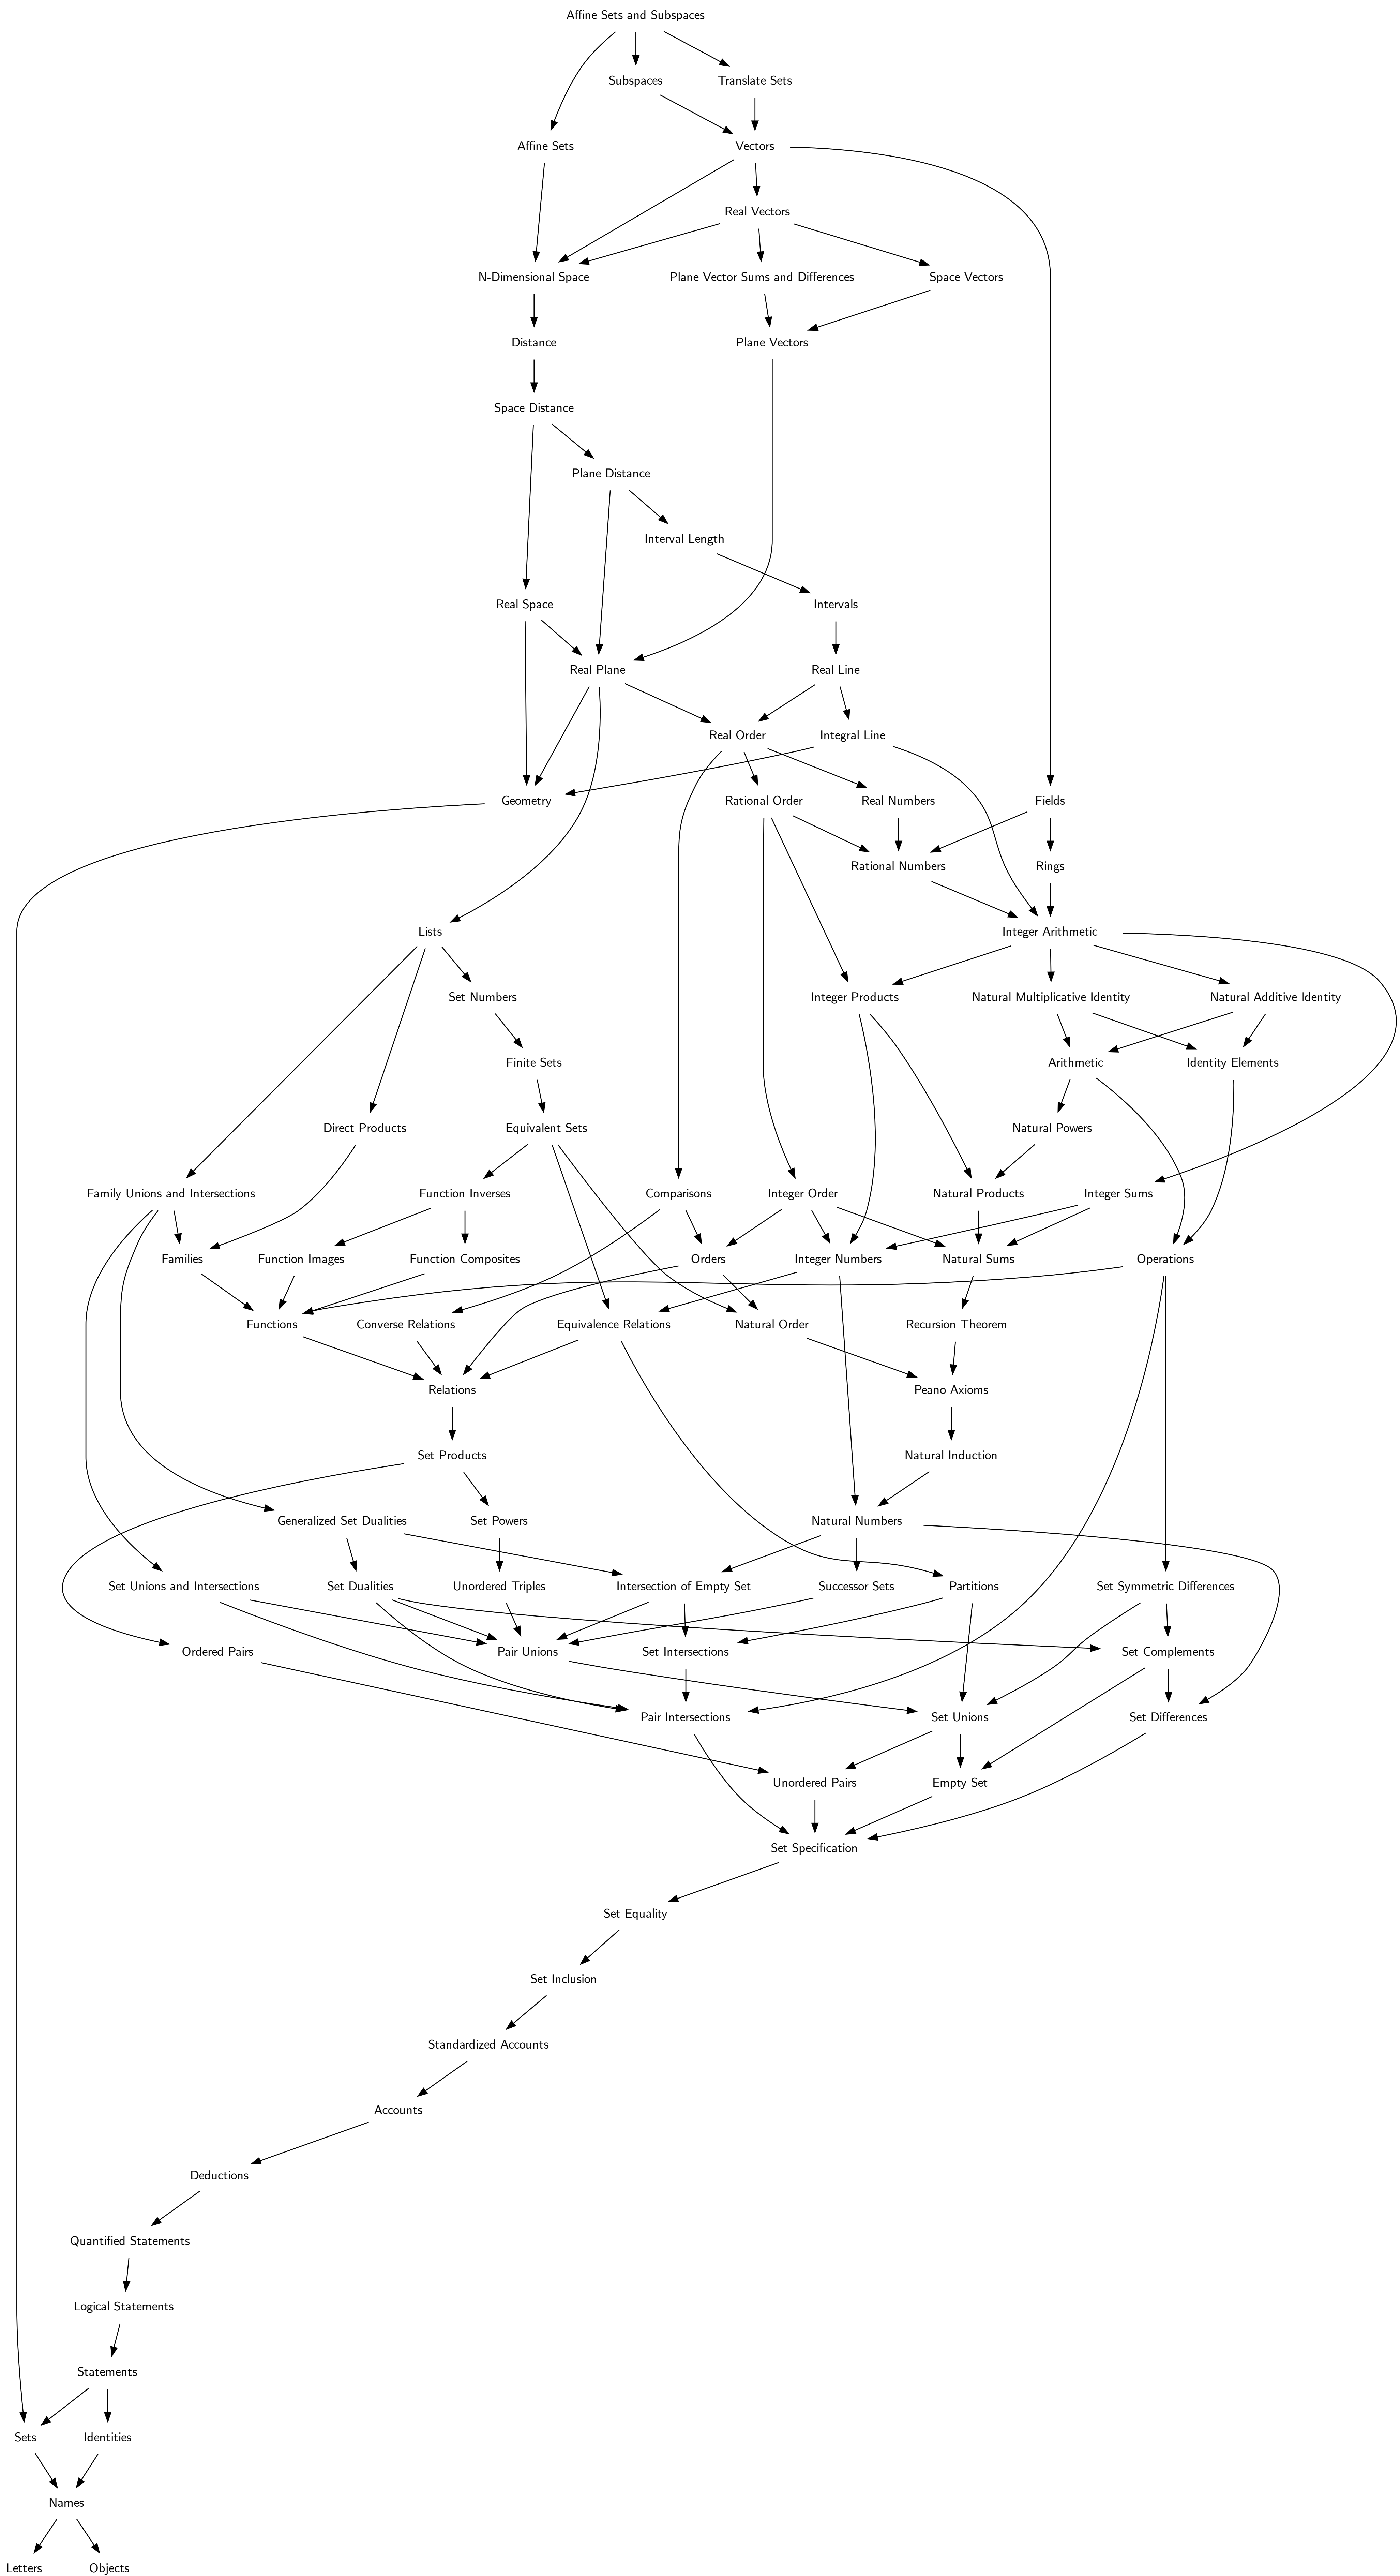 Affine Sets and Subspaces
Subspaces
Translate Sets
Affine Sets
Vectors
Real Vectors
N-Dimensional Space
Plane Vector Sums and Differences
Space Vectors
Distance
Plane Vectors
Space Distance
Plane Distance
Interval Length
Real Space
Intervals
Real Plane
Real Line
Real Order
Integral Line
Geometry
Rational Order
Real Numbers
Fields
Rational Numbers
Rings
Lists
Integer Arithmetic
Set Numbers
Integer Products
Natural Multiplicative Identity
Natural Additive Identity
Finite Sets
Arithmetic
Identity Elements
Direct Products
Equivalent Sets
Natural Powers
Family Unions and Intersections
Function Inverses
Comparisons
Integer Order
Natural Products
Integer Sums
Families
Function Images
Function Composites
Orders
Integer Numbers
Natural Sums
Operations
Functions
Converse Relations
Equivalence Relations
Natural Order
Recursion Theorem
Relations
Peano Axioms
Set Products
Natural Induction
Generalized Set Dualities
Set Powers
Natural Numbers
Set Unions and Intersections
Set Dualities
Unordered Triples
Intersection of Empty Set
Successor Sets
Partitions
Set Symmetric Differences
Ordered Pairs
Pair Unions
Set Intersections
Set Complements
Pair Intersections
Set Unions
Set Differences
Unordered Pairs
Empty Set
Set Specification
Set Equality
Set Inclusion
Standardized Accounts
Accounts
Deductions
Quantified Statements
Logical Statements
Statements
Sets
Identities
Names
Letters
Objects